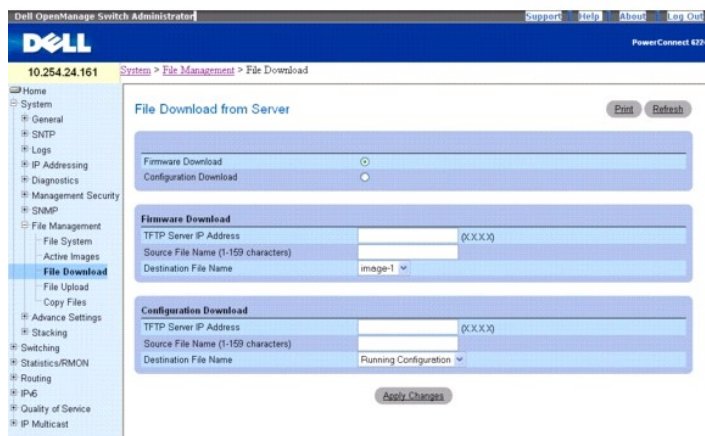 Dell OpenManage Switch Administrator
Support Help About Log Out
DELL
PowerConnect 622
10.254.24.161
System > File Management > File Download
Home
System
General
SNTP
Logs
IP Addressing
Diagnostics
Management Security
SNMP
File Management
File System
Active Images
File Download
File Upload
Copy Files
Advance Settings
Stacking
Switching
Statistics/RMON
Routing
IPv6
Quality of Service
IP Multicast
File Download from Server
Print Refresh
Firmware Download
Configuration Download
Firmware Download
TFTP Server IP Address (X.X.X.X)
Source File Name (1-159 characters)
Destination File Name image-1
Configuration Download
TFTP Server IP Address (X.X.X.X)
Source File Name (1-159 characters)
Destination File Name Running Configuration
Apply Changes